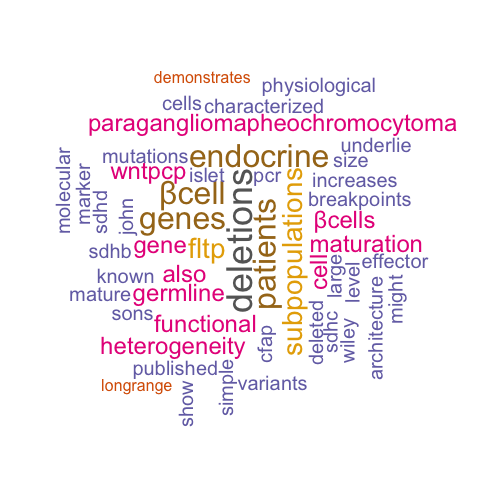 demonstrates
physiological
cells
characterized
paragangliomapheochromocytoma
underlie
mutations
endocrine
size
molecular
wntpcp
islet
pcr
increases
marker
sdhd
βcell
deletions
patients
subpopulations
breakpoints
john
genes
βcells
sdhb
gene
fltp
maturation
known
also
cell
large
level
effector
mature
germline
might
sons
functional
cfap
deleted
sdhc
wiley
architecture
heterogeneity
published
longrange
show
simple
variants